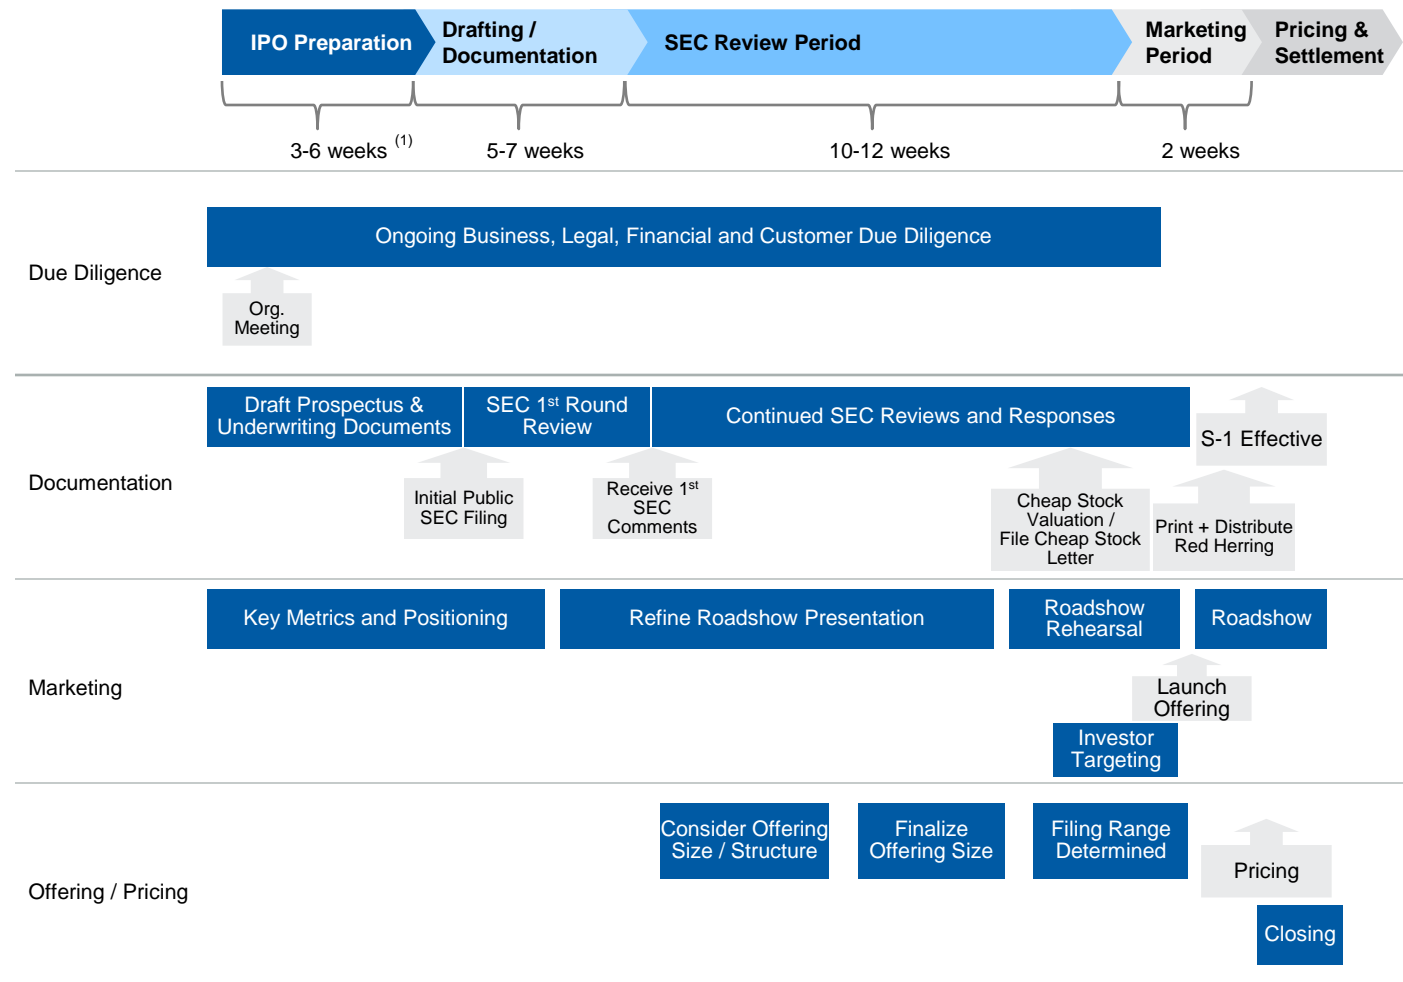 IPO Preparation
Drafting /
Documentation
SEC Review Period
Marketing
Period
Pricing &
Settlement
3-6 weeks (1)
5-7 weeks
10-12 weeks
2 weeks
Due Diligence
Ongoing Business, Legal, Financial and Customer Due Diligence
Org.
Meeting
Documentation
Draft Prospectus &
Underwriting Documents
SEC 1st Round
Review
Continued SEC Reviews and Responses
S-1 Effective
Initial Public
SEC Filing
Receive 1st
SEC
Comments
Cheap Stock
Valuation /
File Cheap Stock
Letter
Print + Distribute
Red Herring
Marketing
Key Metrics and Positioning
Refine Roadshow Presentation
Roadshow
Rehearsal
Roadshow
Launch
Offering
Investor
Targeting
Offering / Pricing
Consider Offering
Size / Structure
Finalize
Offering Size
Filing Range
Determined
Pricing
Closing